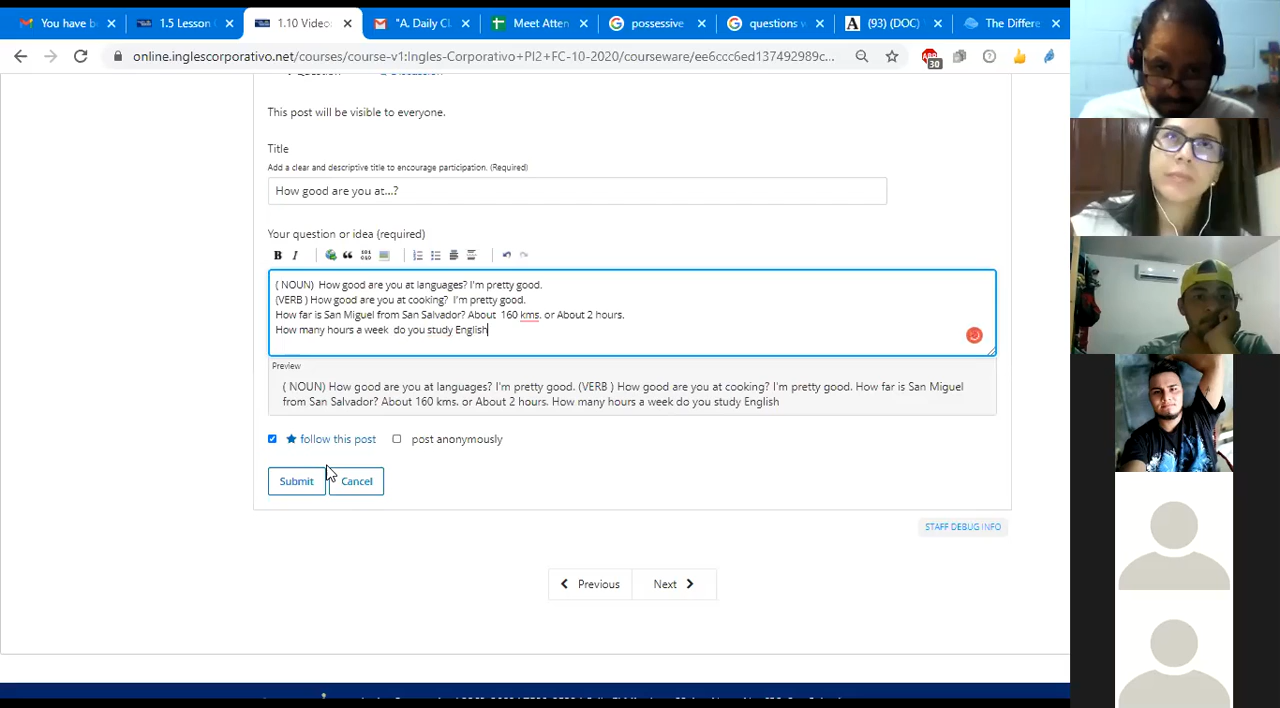 You have b
1.5 Lesson
1.10 Video
"A. Daily Cl
Meet Atten
possessive
questions w
(93) (DOC)
The Differe
online.inglescorporativo.net/courses/course-v1:Ingles-Corporativo+PI2+FC-10-2020/courseware/ee6ccc6ed137492989c...
This post will be visible to everyone.
Title
Add a clear and descriptive title to encourage participation. (Required)
How good are you at...?
Your question or idea (required)
( NOUN) How good are you at languages? I'm pretty good.
(VERB ) How good are you at cooking? I'm pretty good.
How far is San Miguel from San Salvador? About 160 kms. or About 2 hours.
How many hours a week do you study English
Preview
( NOUN) How good are you at languages? I'm pretty good. (VERB ) How good are you at cooking? I'm pretty good. How far is San Miguel
from San Salvador? About 160 kms. or About 2 hours. How many hours a week do you study English
follow this post
post anonymously
Submit
Cancel
STAFF DEBUG INFO
Previous
Next